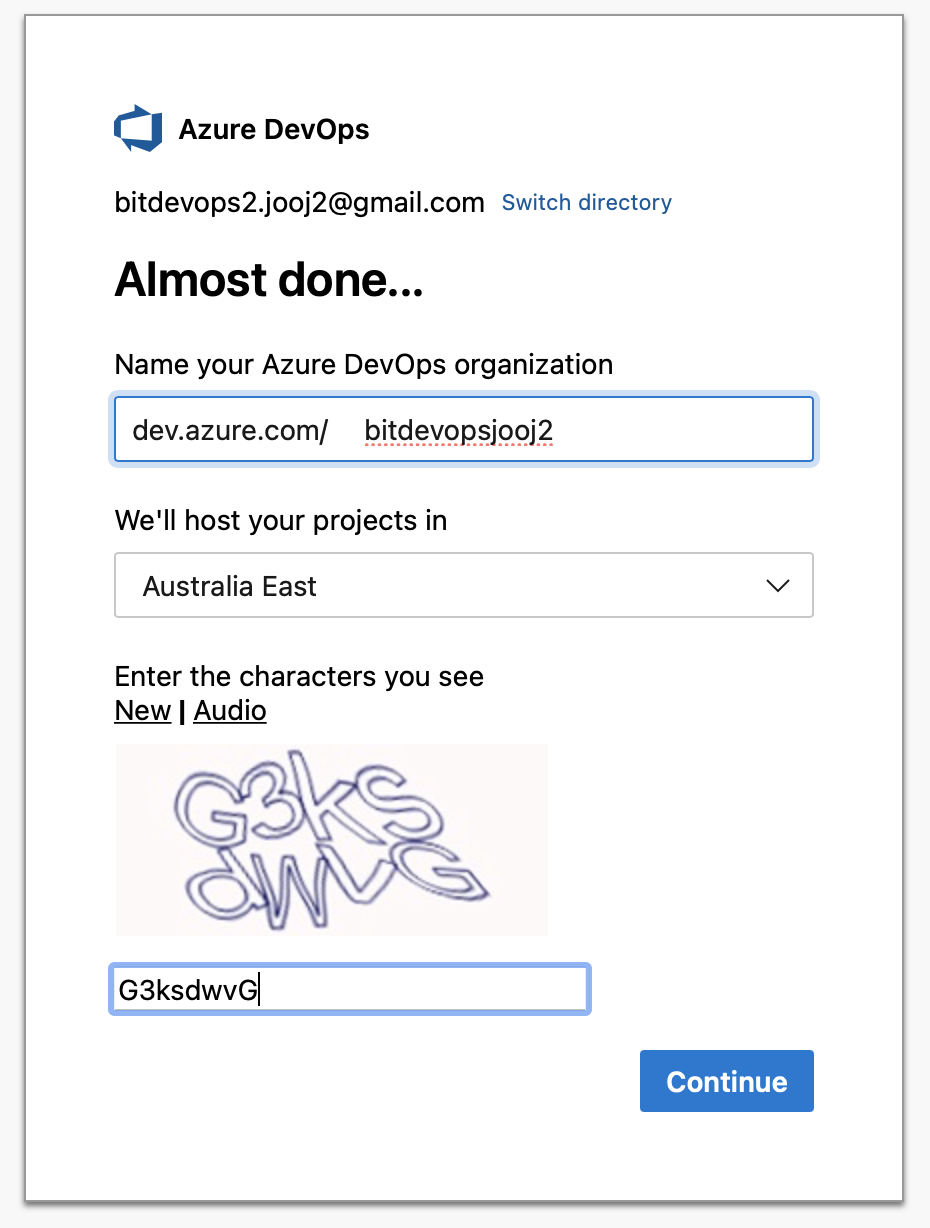 Azure DevOps
bitdevops2.jooj2@gmail.com Switch directory
Almost done...
Name your Azure DevOps organization
dev.azure.com/ bitdevopsjooj2
We'll host your projects in
Australia East
Enter the characters you see
New | Audio
G3ks
dwvG
G3ksdwvG
Continue